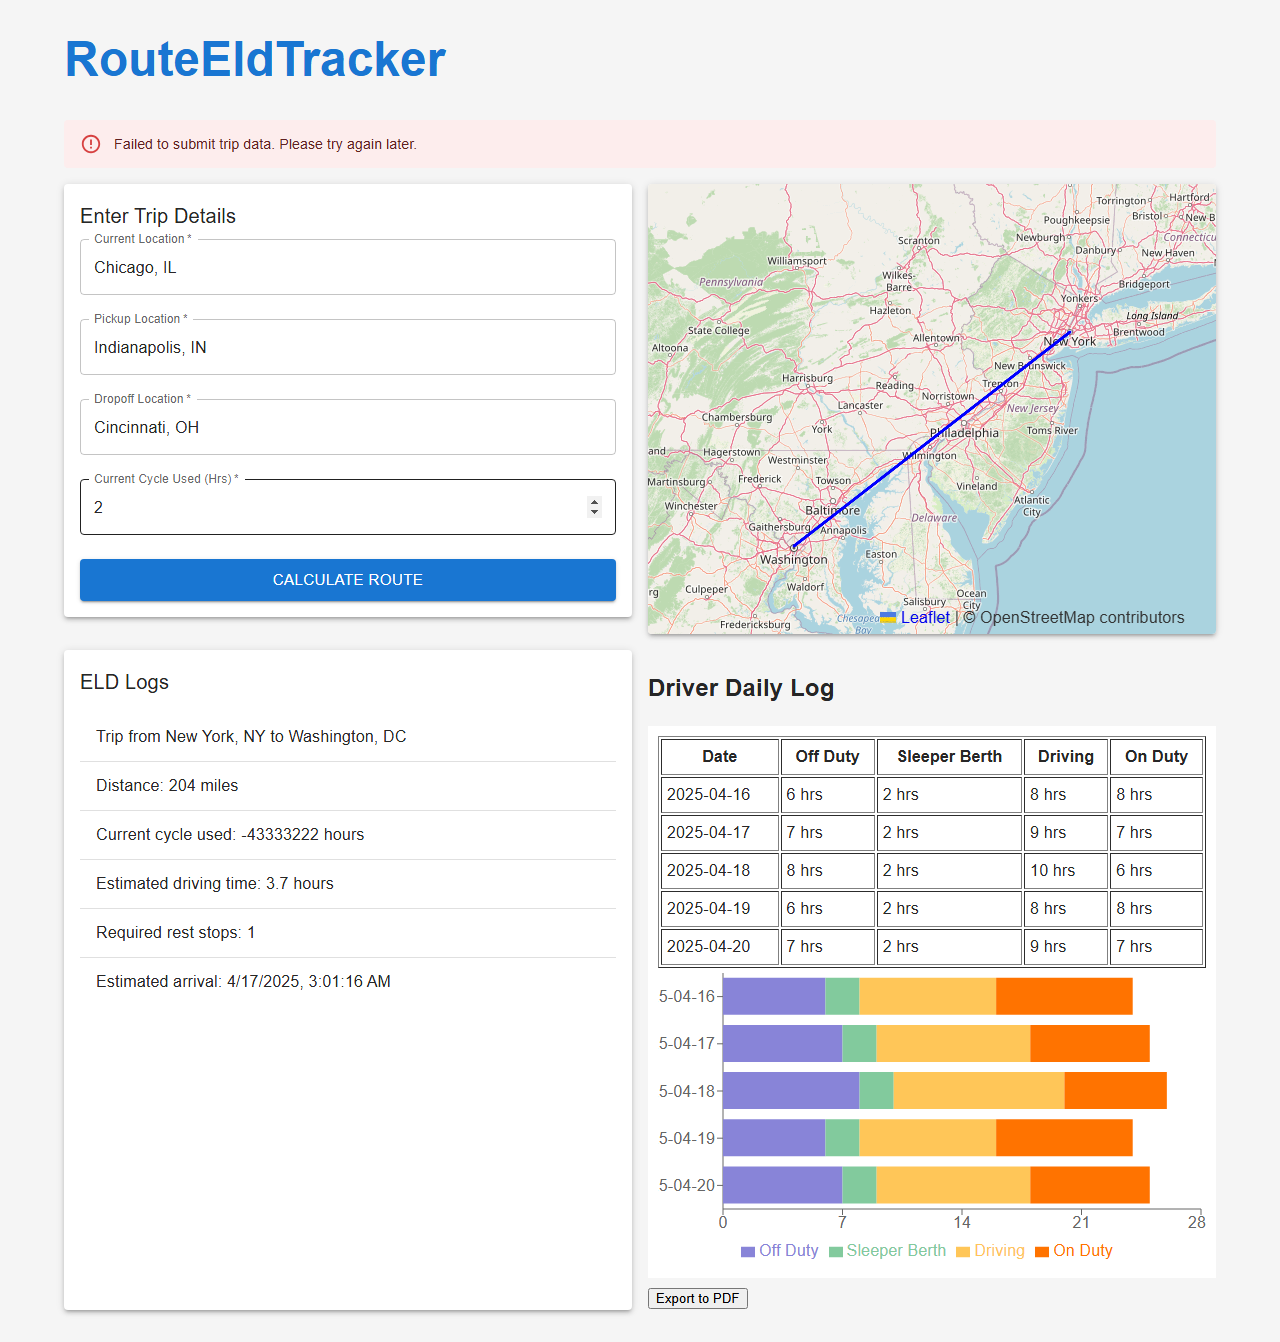 RouteEldTracker
Failed to submit trip data. Please try again later.
Enter Trip Details
Current Location *
Chicago, IL
Pickup Location *
Indianapolis, IN
Dropoff Location *
Cincinnati, OH
Current Cycle Used (Hrs) *
2
CALCULATE ROUTE
Torrington
Hartford
Poughkeepsie
Bristol
New B
Scranton
Newburgh
Connecticu
Danbury
New Haven
Williamsport
Wilkes-
Barre
Pennsylvania
Bridgeport
Yonkers
Hazleton
Long Island
State College
Brentwood
Allentown
New York
Altoona
New Brunswick
Harrisburg
Reading
Trenton
Norristown
Lancaster
New Jersey
Chambersburg
York
Philadelphia
Toms River
and
Hagerstown
Westminster
Wilmington
Martinsburg
Frederick
Towson
Vineland
Winchester
Baltimore
Atlantic
City
Gaithersburg
Annapolis
Delaware
Washington
Easton
Culpeper
Waldorf
rg
Salisbury
Ocean
City
Fredericksburg
Chesapea
Bay
Leaflet | © OpenStreetMap contributors
ELD Logs
Trip from New York, NY to Washington, DC
Distance: 204 miles
Current cycle used: -43333222 hours
Estimated driving time: 3.7 hours
Required rest stops: 1
Estimated arrival: 4/17/2025, 3:01:16 AM
Driver Daily Log
Date Off Duty Sleeper Berth Driving On Duty
2025-04-16 6 hrs 2 hrs 8 hrs 8 hrs
2025-04-17 7 hrs 2 hrs 9 hrs 7 hrs
2025-04-18 8 hrs 2 hrs 10 hrs 6 hrs
2025-04-19 6 hrs 2 hrs 8 hrs 8 hrs
2025-04-20 7 hrs 2 hrs 9 hrs 7 hrs
5-04-16
5-04-17
5-04-18
5-04-19
5-04-20
0 7 14 21 28
Off Duty Sleeper Berth Driving On Duty
Export to PDF